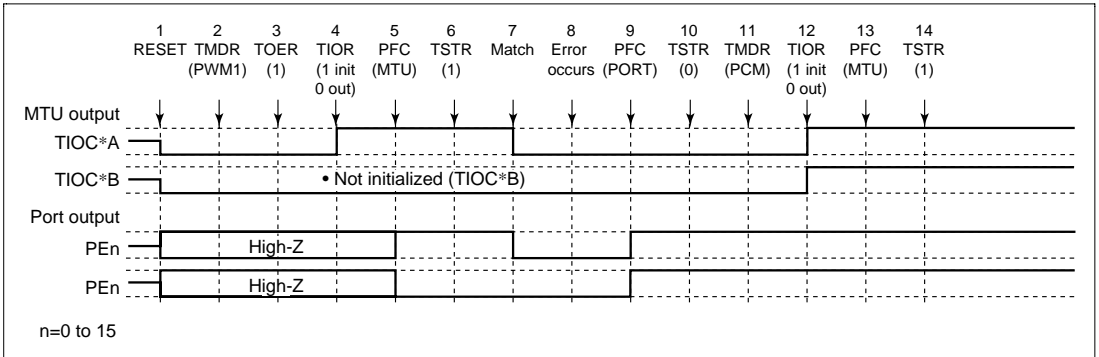 1 2 3 4 5 6 7 8 9 10 11 12 13 14
RESET TMDR TOER TIOR PFC TSTR Match Error PFC TSTR TMDR TIOR PFC TSTR
(PWM1) (1) (1 init (MTU) (1) occurs (PORT) (0) (PCM) (1 init (MTU) (1)
0 out) 0 out)
MTU output
TIOC*A
TIOC*B • Not initialized (TIOC*B)
Port output
PEn High-Z
PEn High-Z
n=0 to 15